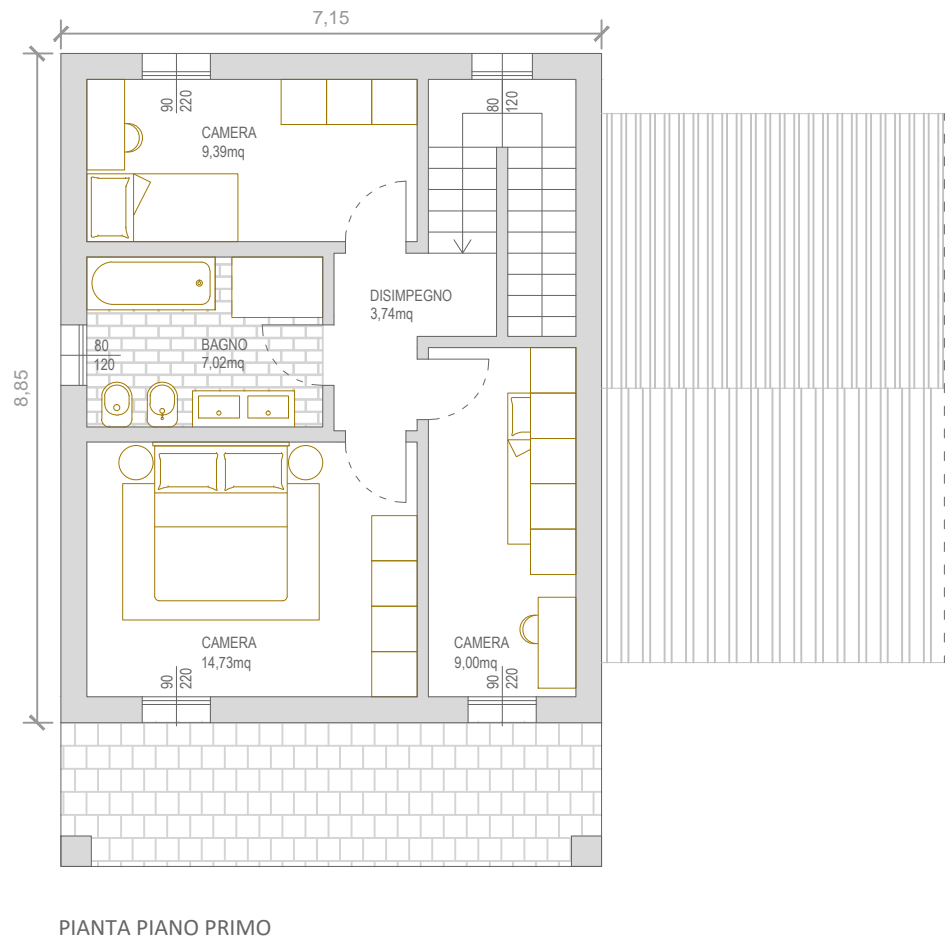 7,15
90
220
80
120
CAMERA
9,39mq
8,85
DISIMPEGNO
3,74mq
80
120
BAGNO
7,02mq
CAMERA
14,73mq
CAMERA
9,00mq
90
220
90
220
PIANTA PIANO PRIMO